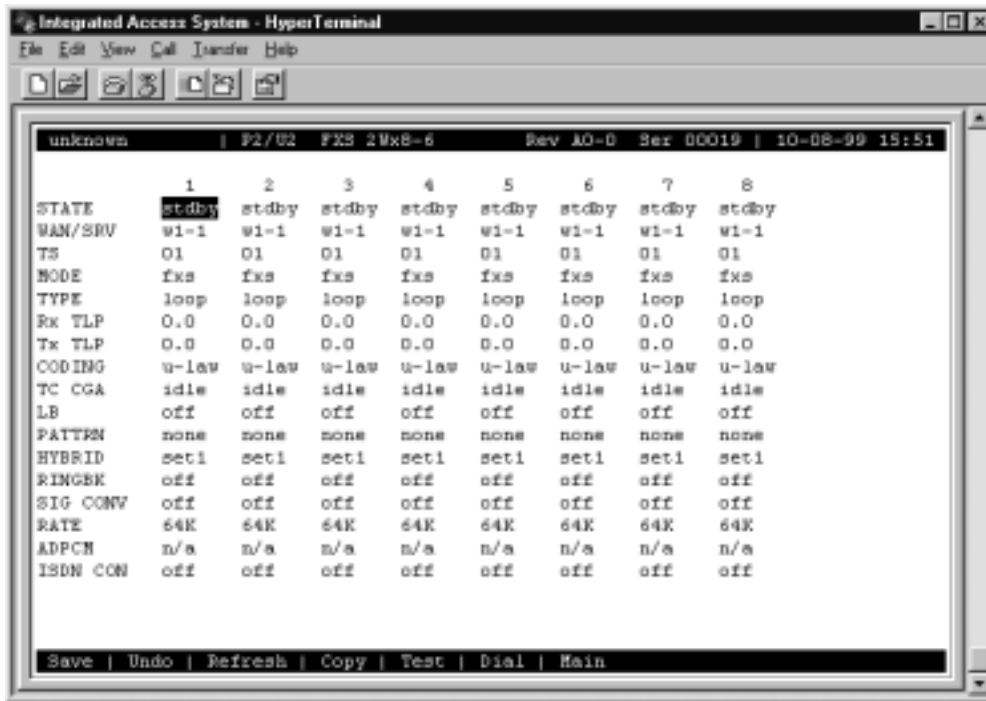 Integrated Access System - HyperTerminal
File Edit View Call Transfer Help
unknown | P2/U2 FXS 2Wx8-6 Rev A0-0 Ser 00019 | 10-08-99 15:51
1 2 3 4 5 6 7 8
STATE stdby stdby stdby stdby stdby stdby stdby stdby
WAN/SRV w1-1 w1-1 w1-1 w1-1 w1-1 w1-1 w1-1 w1-1
TS 01 01 01 01 01 01 01 01
MODE fxs fxs fxs fxs fxs fxs fxs fxs
TYPE loop loop loop loop loop loop loop loop
Rx TLP 0.0 0.0 0.0 0.0 0.0 0.0 0.0 0.0
Tx TLP 0.0 0.0 0.0 0.0 0.0 0.0 0.0 0.0
CODING u-law u-law u-law u-law u-law u-law u-law u-law
TC CGA idle idle idle idle idle idle idle idle
LB off off off off off off off off
PATTRN none none none none none none none none
HYBRID set1 set1 set1 set1 set1 set1 set1 set1
RINGBK off off off off off off off off
SIG CONV off off off off off off off off
RATE 64K 64K 64K 64K 64K 64K 64K 64K
ADPCM n/a n/a n/a n/a n/a n/a n/a n/a
ISDN CON off off off off off off off off
Save | Undo | Refresh | Copy | Test | Dial | Main